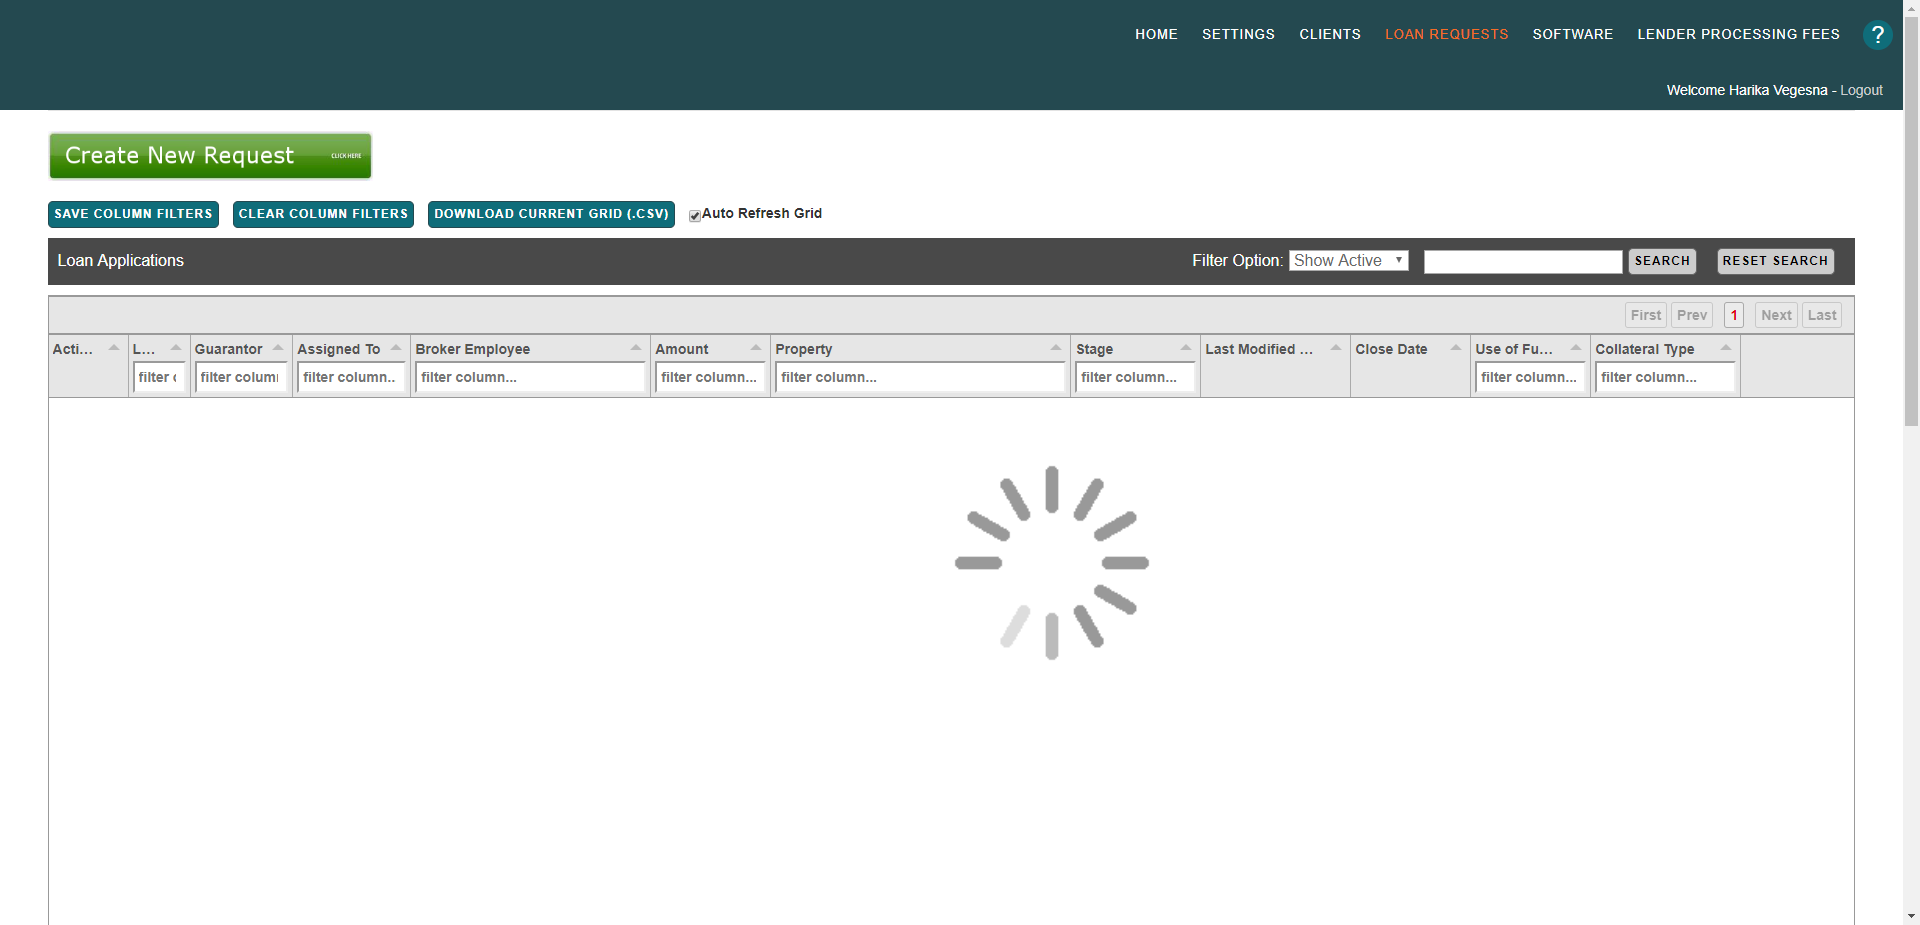 HOME SETTINGS CLIENTS LOAN REQUESTS SOFTWARE LENDER PROCESSING FEES ?
Welcome Harika Vegesna - Logout
Create New Request CLICK HERE
SAVE COLUMN FILTERS CLEAR COLUMN FILTERS DOWNLOAD CURRENT GRID (.CSV) Auto Refresh Grid
Loan Applications Filter Option: Show Active SEARCH RESET SEARCH
First Prev 1 Next Last
Acti... L... Guarantor Assigned To Broker Employee Amount Property Stage Last Modified ... Close Date Use of Fu... Collateral Type
filter c filter colum filter column.. filter column... filter column... filter column... filter column... filter column... filter column...